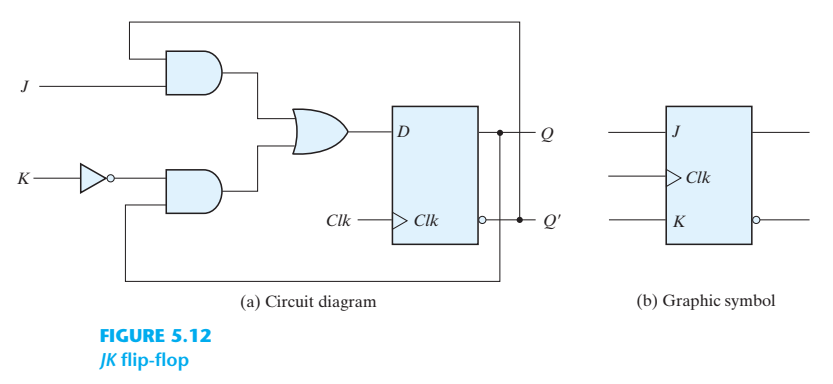 J
K
D
Q
Clk
Clk
Q'
(a) Circuit diagram
J
Clk
K
(b) Graphic symbol
FIGURE 5.12
JK flip-flop